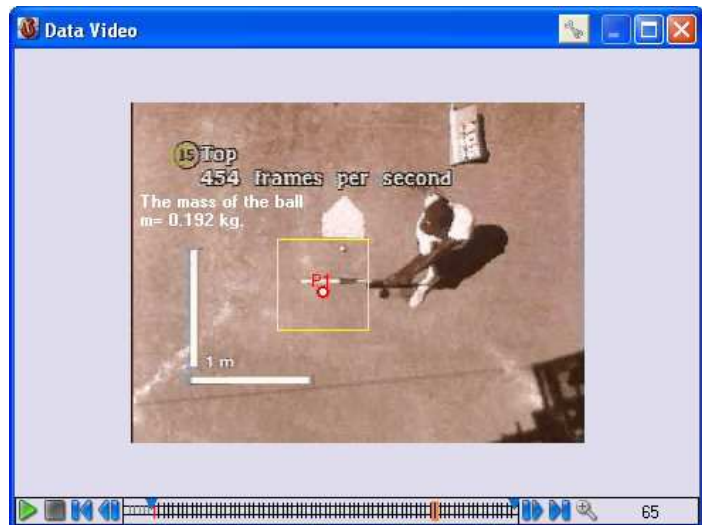 Data Video
15 Top
454 frames per second
The mass of the ball
m= 0.192 kg.
P1
1 m
65